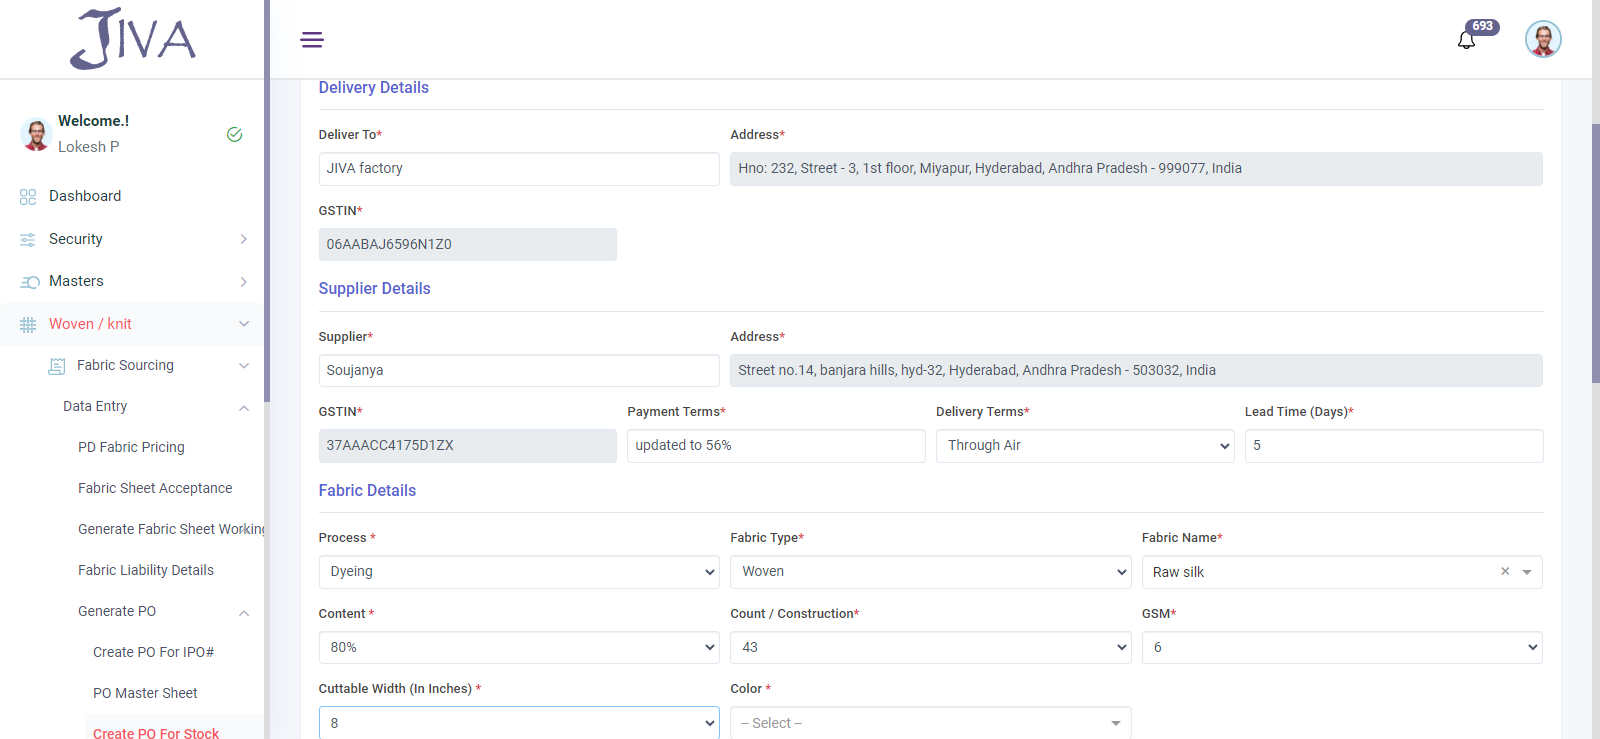 JIVA
693
Welcome.!
Lokesh P
Dashboard
Security
Masters
Woven / knit
Fabric Sourcing
Data Entry
PD Fabric Pricing
Fabric Sheet Acceptance
Generate Fabric Sheet Working
Fabric Liability Details
Generate PO
Create PO For IPO#
PO Master Sheet
Create PO For Stock
Delivery Details
Deliver To* Address*
JIVA factory Hno: 232, Street - 3, 1st floor, Miyapur, Hyderabad, Andhra Pradesh - 999077, India
GSTIN*
06AABAJ6596N1Z0
Supplier Details
Supplier* Address*
Soujanya Street no.14, banjara hills, hyd-32, Hyderabad, Andhra Pradesh - 503032, India
GSTIN* Payment Terms* Delivery Terms* Lead Time (Days)*
37AAACC4175D1ZX updated to 56% Through Air 5
Fabric Details
Process * Fabric Type* Fabric Name*
Dyeing Woven Raw silk ×
Content * Count / Construction* GSM*
80% 43 6
Cuttable Width (In Inches) * Color *
8 -- Select --